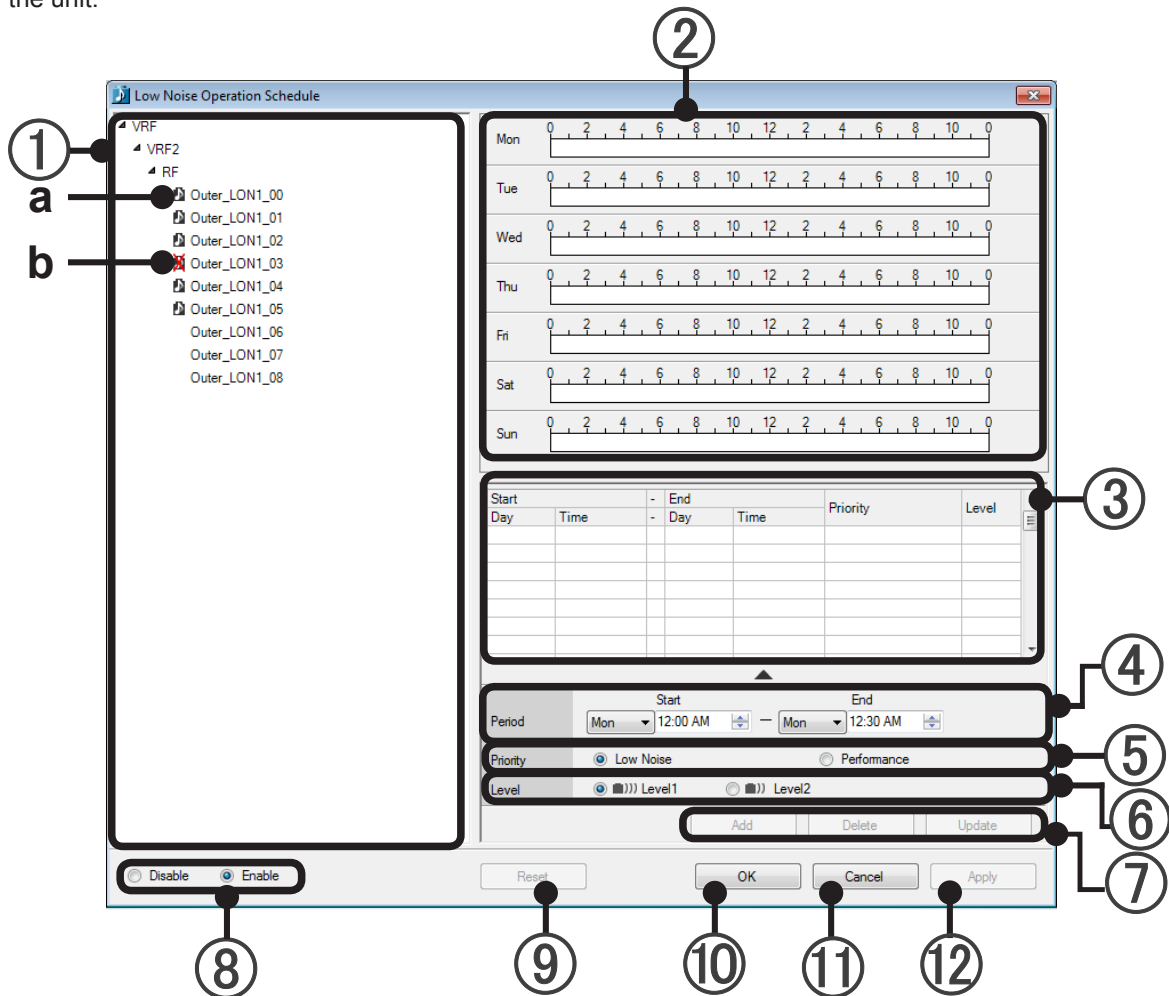 the unit.
②
Low Noise Operation Schedule
①
VRF
VRF2
RF
a
Outer_LON1_00
Outer_LON1_01
Outer_LON1_02
b
Outer_LON1_03
Outer_LON1_04
Outer_LON1_05
Outer_LON1_06
Outer_LON1_07
Outer_LON1_08
Mon 0 2 4 6 8 10 12 2 4 6 8 10 0
Tue 0 2 4 6 8 10 12 2 4 6 8 10 0
Wed 0 2 4 6 8 10 12 2 4 6 8 10 0
Thu 0 2 4 6 8 10 12 2 4 6 8 10 0
Fri 0 2 4 6 8 10 12 2 4 6 8 10 0
Sat 0 2 4 6 8 10 12 2 4 6 8 10 0
Sun 0 2 4 6 8 10 12 2 4 6 8 10 0
③
Start - End Priority Level
Day Time - Day Time
④
Start End
Period Mon 12:00 AM — Mon 12:30 AM
⑤
Priority Low Noise Performance
⑥
Level Level1 Level2
⑦
Add Delete Update
Disable Enable Reset OK Cancel Apply
⑧ ⑨ ⑩ ⑪ ⑫